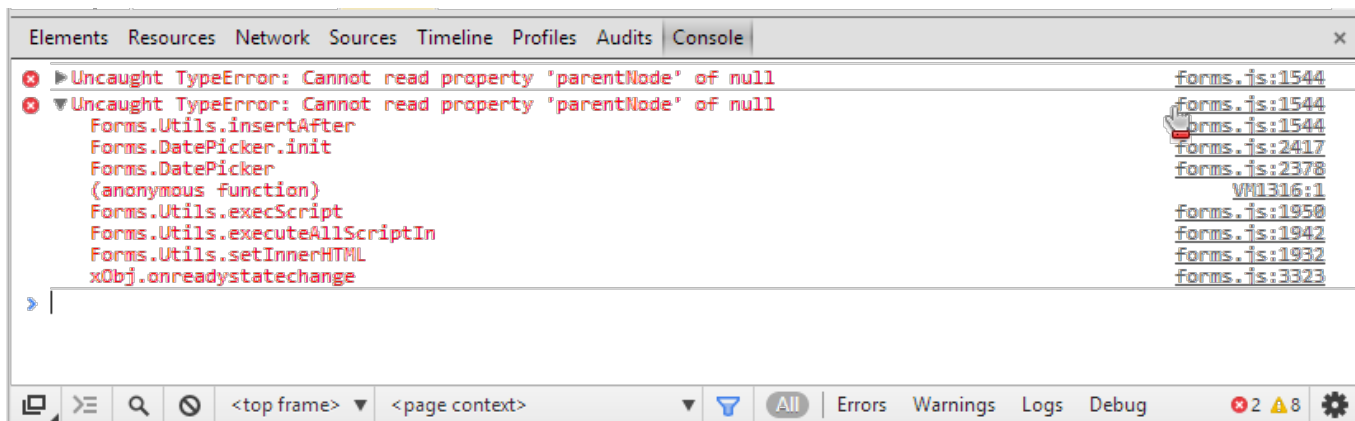 Elements Resources Network Sources Timeline Profiles Audits Console ×
Uncaught TypeError: Cannot read property 'parentNode' of null forms.js:1544
Uncaught TypeError: Cannot read property 'parentNode' of null forms.js:1544
Forms.Utils.insertAfter forms.js:1544
Forms.DatePicker.init forms.js:2417
Forms.DatePicker forms.js:2378
(anonymous function) VM1316:1
Forms.Utils.execScript forms.js:1950
Forms.Utils.executeAllScriptIn forms.js:1942
Forms.Utils.setInnerHTML forms.js:1932
xObj.onreadystatechange forms.js:3323
<top frame> <page context> All Errors Warnings Logs Debug 2 8